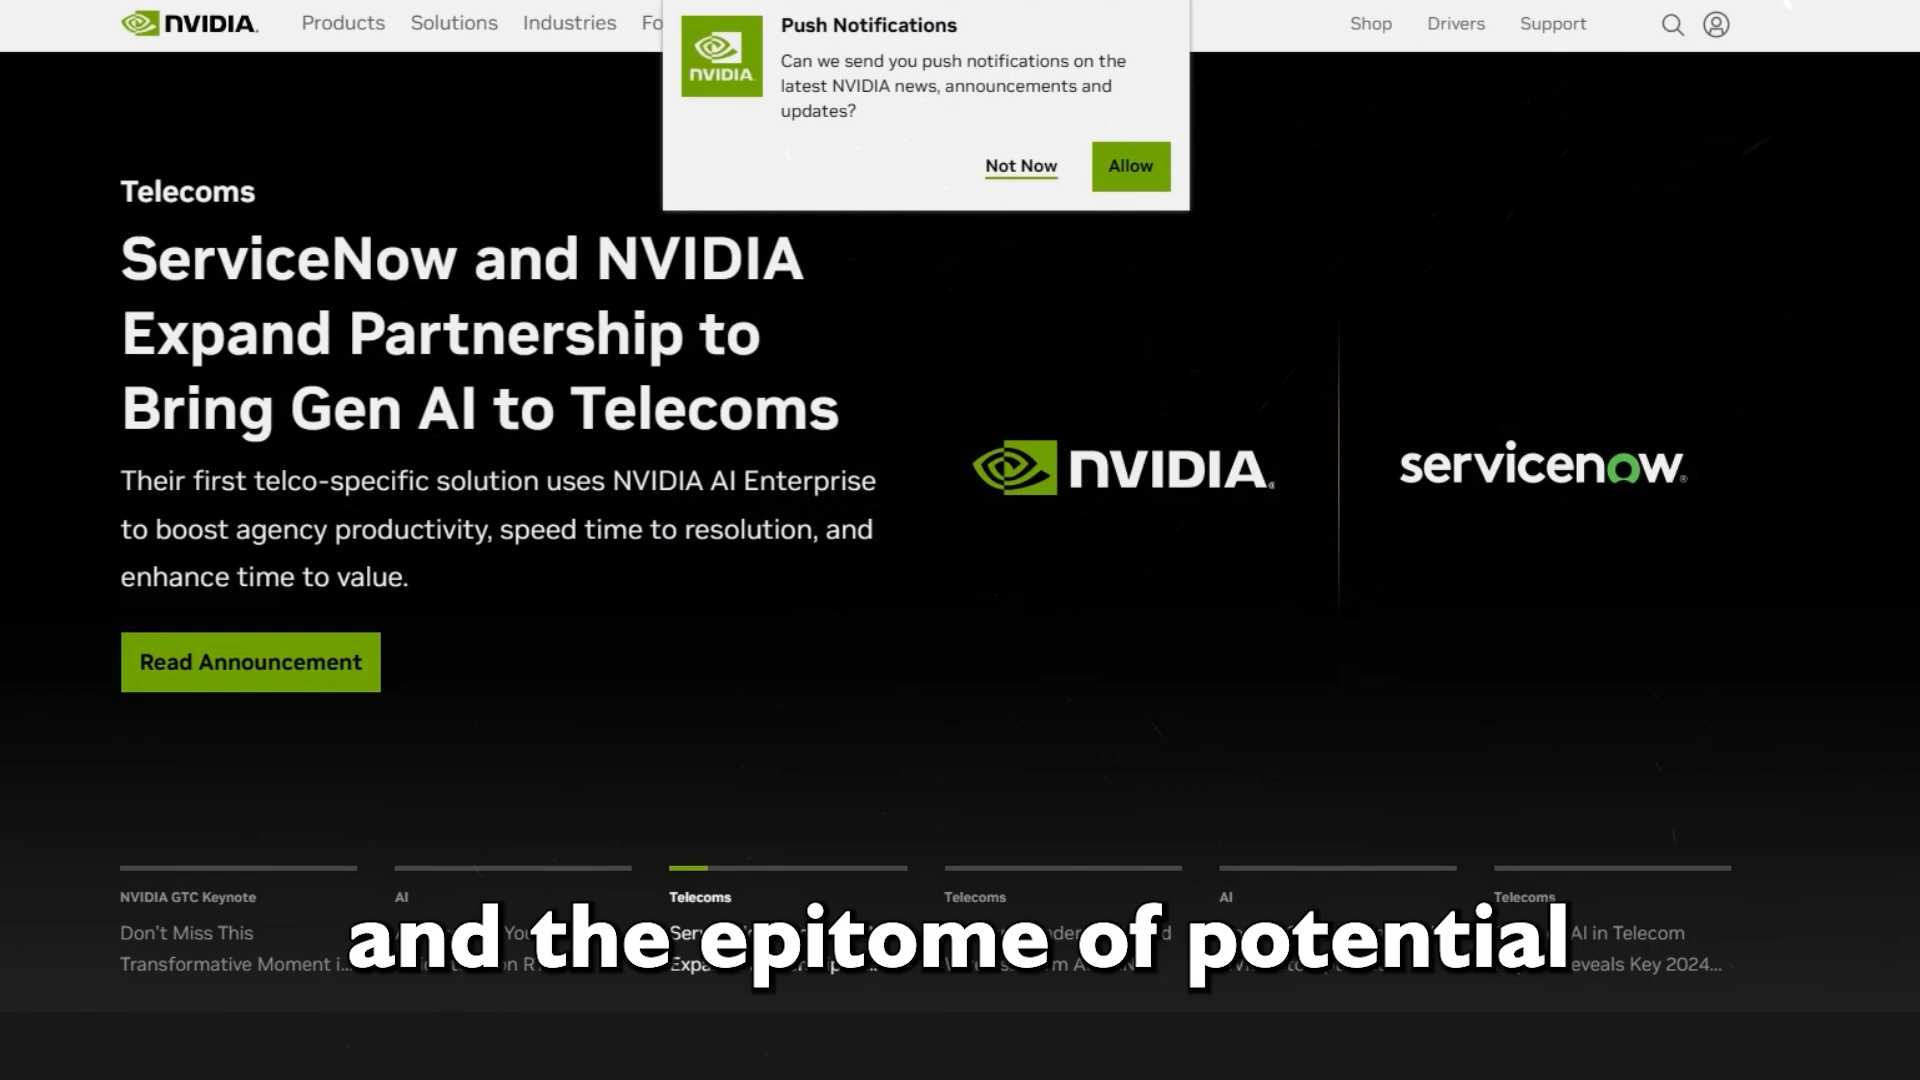 NVIDIA.
Products
Solutions
Industries
Fo
Shop
Drivers
Support
Push Notifications
NVIDIA
Can we send you push notifications on the
latest NVIDIA news, announcements and
updates?
Not Now
Allow
Telecoms
ServiceNow and NVIDIA
Expand Partnership to
Bring Gen AI to Telecoms
Their first telco-specific solution uses NVIDIA AI Enterprise
to boost agency productivity, speed time to resolution, and
enhance time to value.
Read Announcement
NVIDIA.
servicenow
NVIDIA GTC Keynote
Don't Miss This
Transformative Moment i...
AI
Telecoms
Telecoms
AI
Telecoms
AI in Telecom
eveals Key 2024...
and the epitome of potential